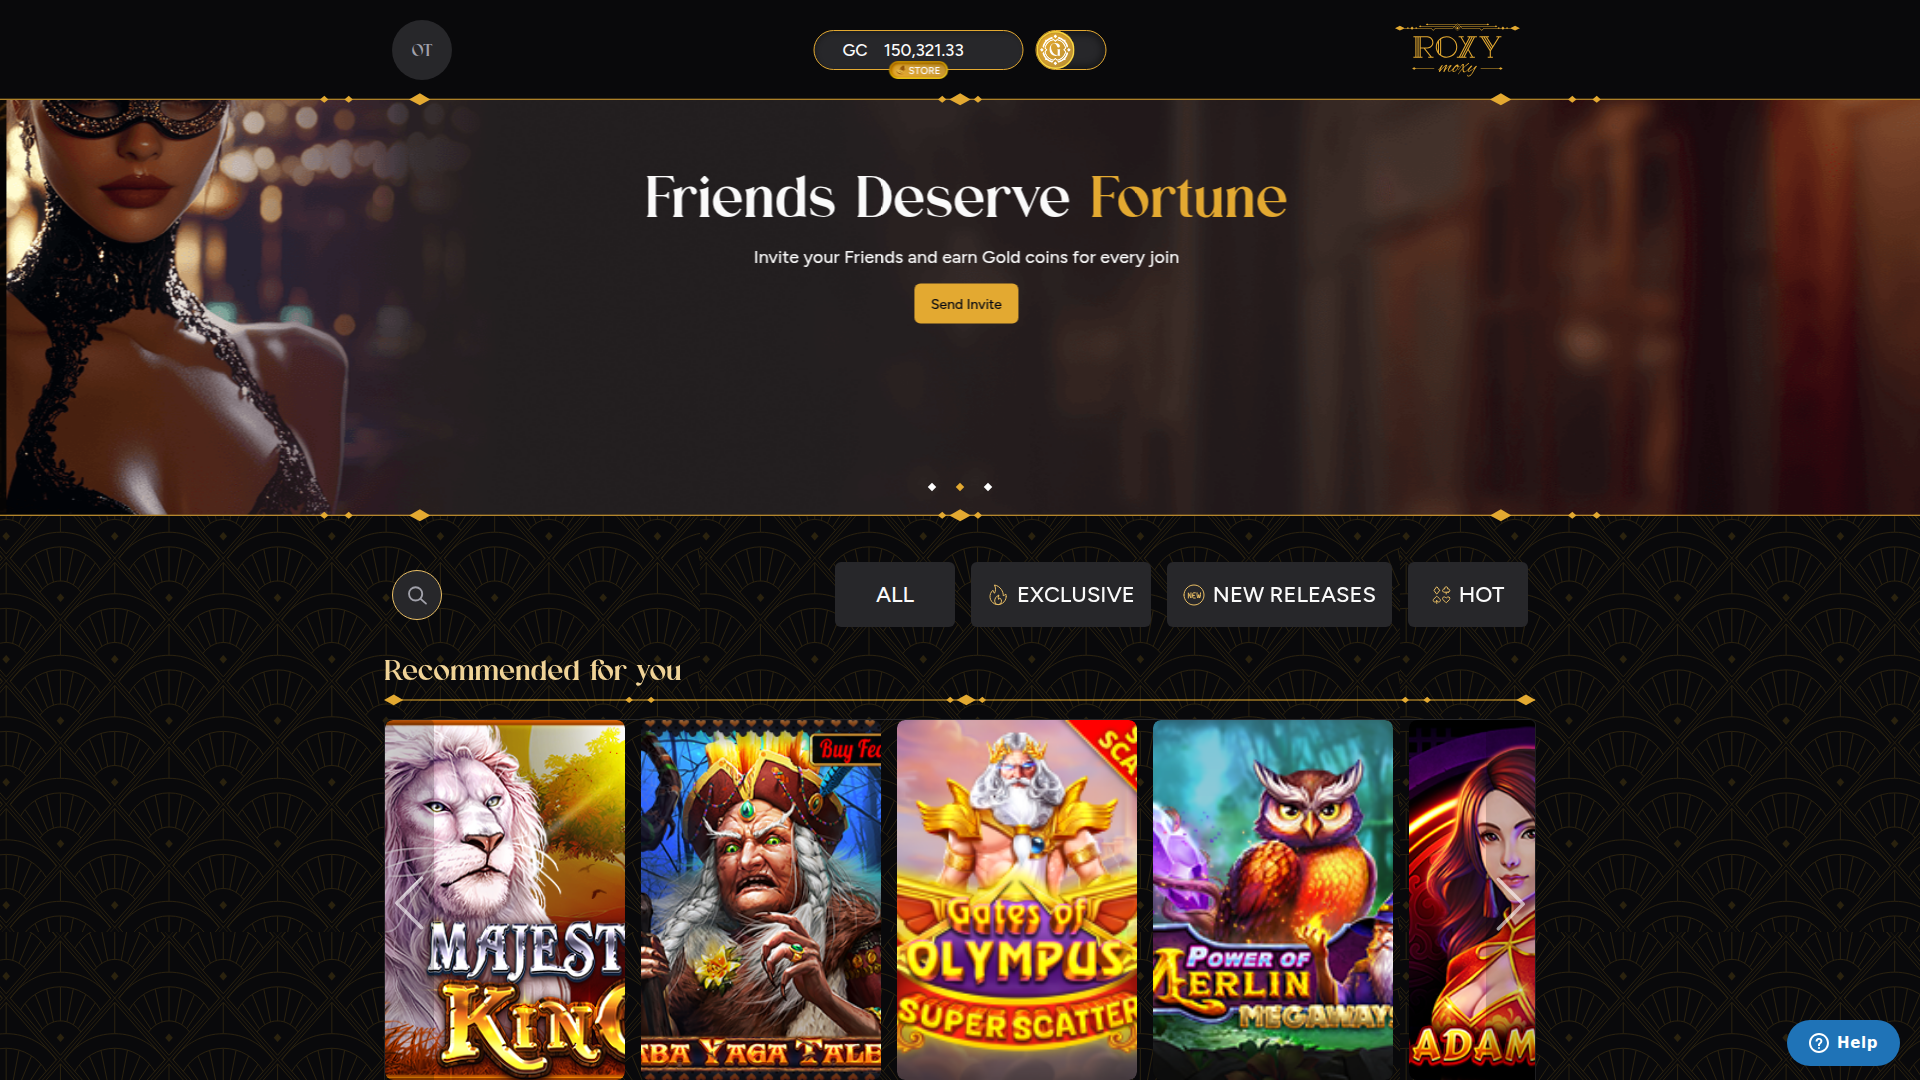 OT
GC 150,321.33
STORE
G
ROXY
moxy
Friends Deserve Fortune
Invite your Friends and earn Gold coins for every join
Send Invite
ALL
NEW
EXCLUSIVE
NEW RELEASES
HOT
Recommended for you
MAJEST
KING
Buy Fea
ABA YAGA TALE
S
SCA
Gates of
OLYMPUS
SUPER SCATTER
POWER OF
MERLIN
MEGAWAYS
ADAM
Help